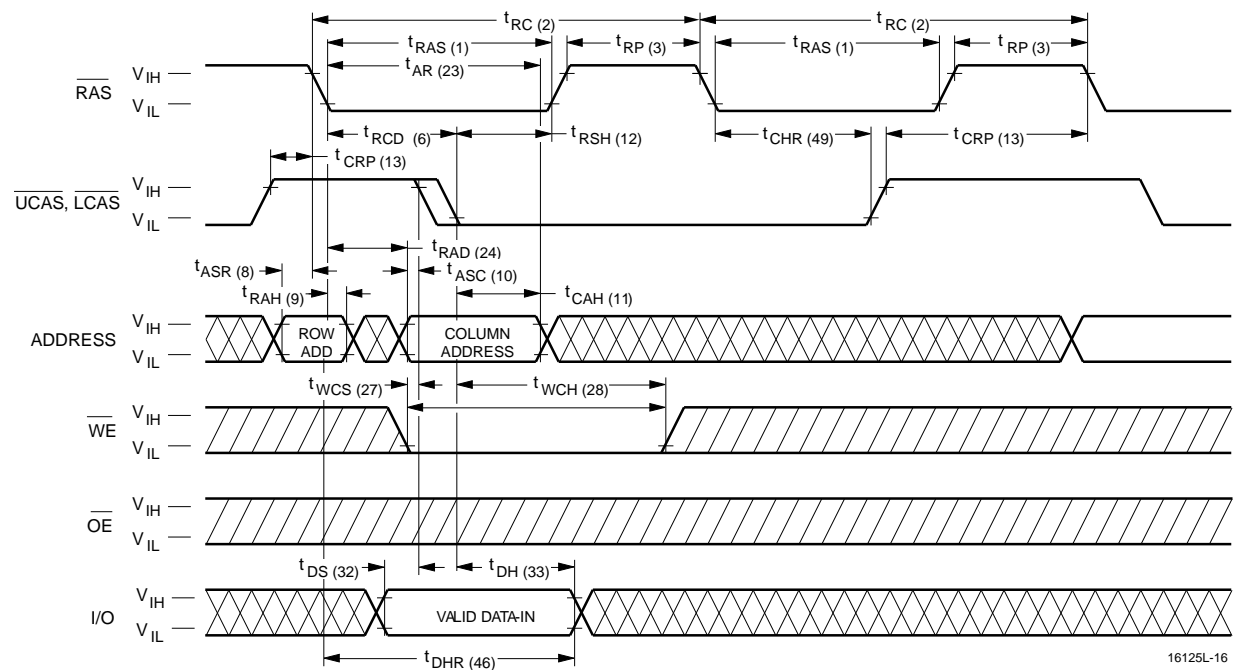 t RC (2) t RC (2)
t RAS (1) t RP (3) t RAS (1) t RP (3)
t AR (23)
RAS V IH V IL
t RCD (6) t RSH (12) t CHR (49) t CRP (13)
t CRP (13)
UCAS, LCAS V IH V IL
t RAD (24)
t ASR (8) t ASC (10)
t RAH (9) t CAH (11)
ADDRESS V IH V IL ROW ADD COLUMN ADDRESS
t WCS (27) t WCH (28)
WE V IH V IL
OE V IH V IL
t DS (32) t DH (33)
I/O V IH V IL VALID DATA-IN
t DHR (46)
16125L-16